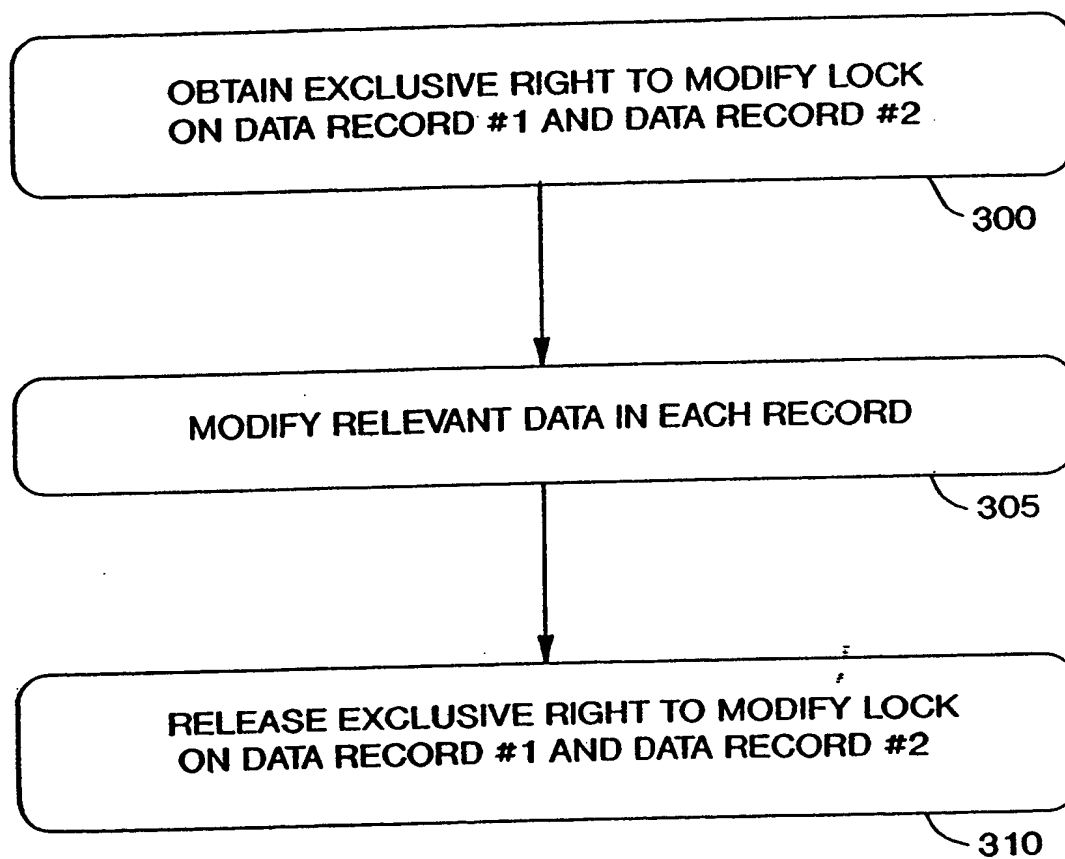 OBTAIN EXCLUSIVE RIGHT TO MODIFY LOCK
ON DATA RECORD #1 AND DATA RECORD #2
300
MODIFY RELEVANT DATA IN EACH RECORD
305
RELEASE EXCLUSIVE RIGHT TO MODIFY LOCK
ON DATA RECORD #1 AND DATA RECORD #2
310